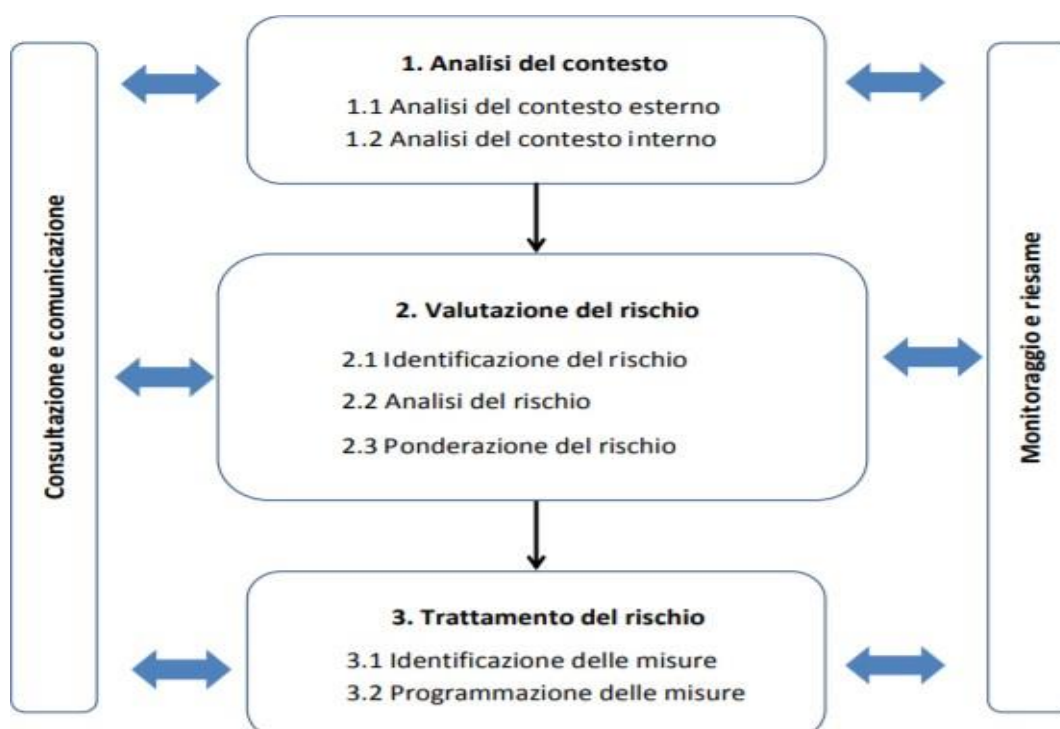 Consultazione e comunicazione
1. Analisi del contesto
1.1 Analisi del contesto esterno
1.2 Analisi del contesto interno
2. Valutazione del rischio
2.1 Identificazione del rischio
2.2 Analisi del rischio
2.3 Ponderazione del rischio
3. Trattamento del rischio
3.1 Identificazione delle misure
3.2 Programmazione delle misure
Monitoraggio e riesame